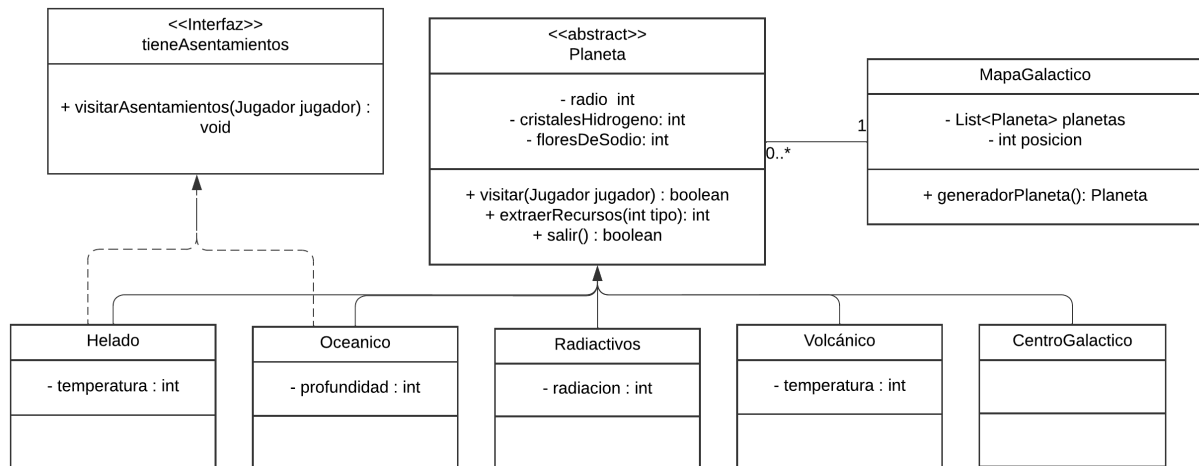 <<Interfaz>>
tieneAsentamientos
+ visitarAsentamientos(Jugador jugador) :
void
<<abstract>>
Planeta
- radio  int
- cristalesHidrogeno: int
- floresDeSodio: int
+ visitar(Jugador jugador) : boolean
+ extraerRecursos(int tipo): int
+ salir() : boolean
1
0..*
MapaGalactico
- List<Planeta> planetas
- int posicion
+ generadorPlaneta(): Planeta
Helado
- temperatura : int
Oceanico
- profundidad : int
Radiactivos
- radiacion : int
Volcánico
- temperatura : int
CentroGalactico